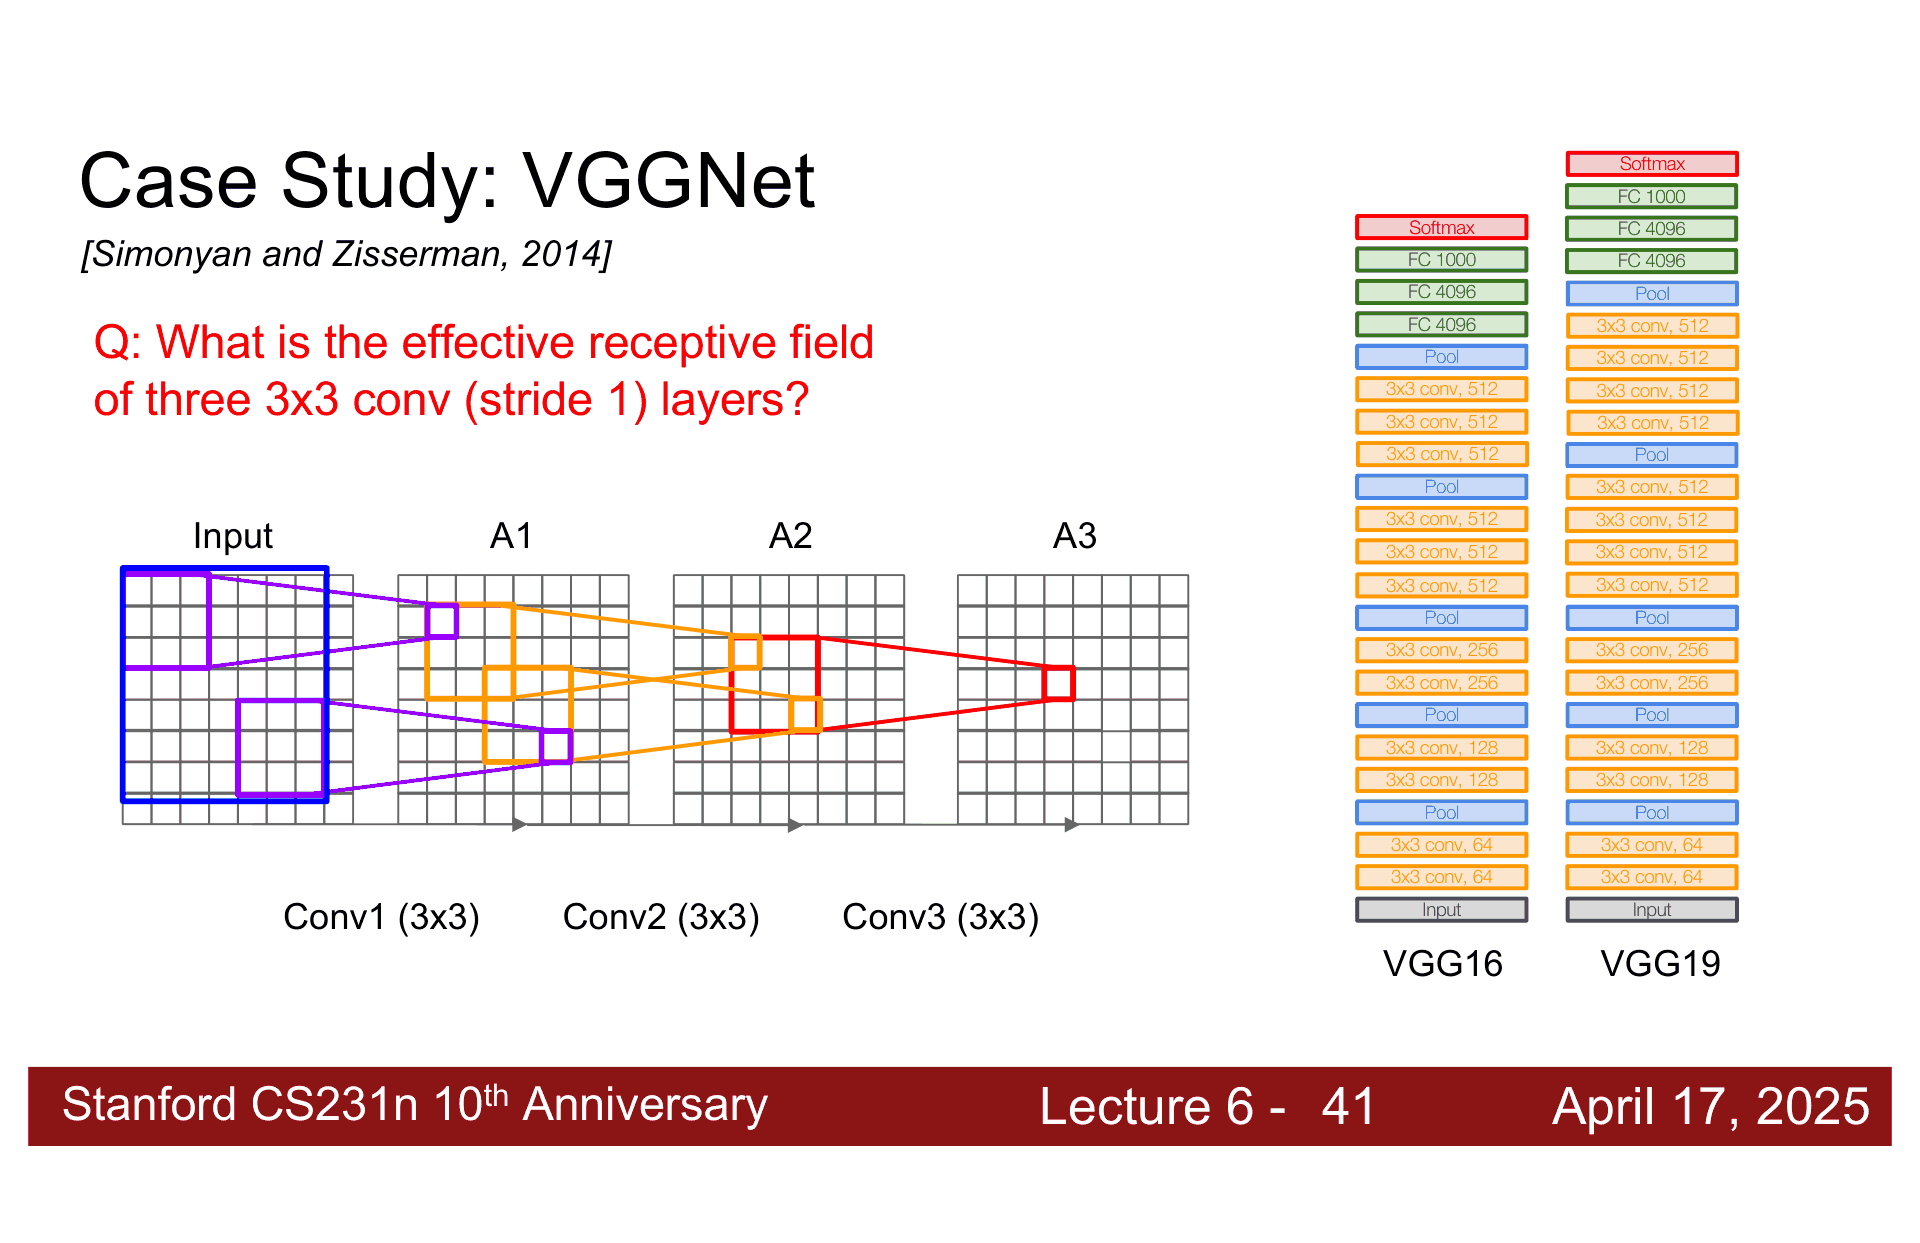 Case Study: VGGNet
[Simonyan and Zisserman, 2014]
Q: What is the effective receptive field
of three 3x3 conv (stride 1) layers?
Input
A1
A2
A3
Conv1 (3x3)
Conv2 (3x3)
Conv3 (3x3)
Softmax
FC 1000
FC 4096
FC 4096
Pool
3x3 conv, 512
3x3 conv, 512
3x3 conv, 512
Pool
3x3 conv, 512
3x3 conv, 512
3x3 conv, 512
Pool
3x3 conv, 256
3x3 conv, 256
Pool
3x3 conv, 128
3x3 conv, 128
Pool
3x3 conv, 64
3x3 conv, 64
Input
VGG16
Softmax
FC 1000
FC 4096
FC 4096
Pool
3x3 conv, 512
3x3 conv, 512
3x3 conv, 512
3x3 conv, 512
Pool
3x3 conv, 512
3x3 conv, 512
3x3 conv, 512
3x3 conv, 512
Pool
3x3 conv, 256
3x3 conv, 256
Pool
3x3 conv, 128
3x3 conv, 128
Pool
3x3 conv, 64
3x3 conv, 64
Input
VGG19
Stanford CS231n 10th Anniversary
Lecture 6 - 41
April 17, 2025